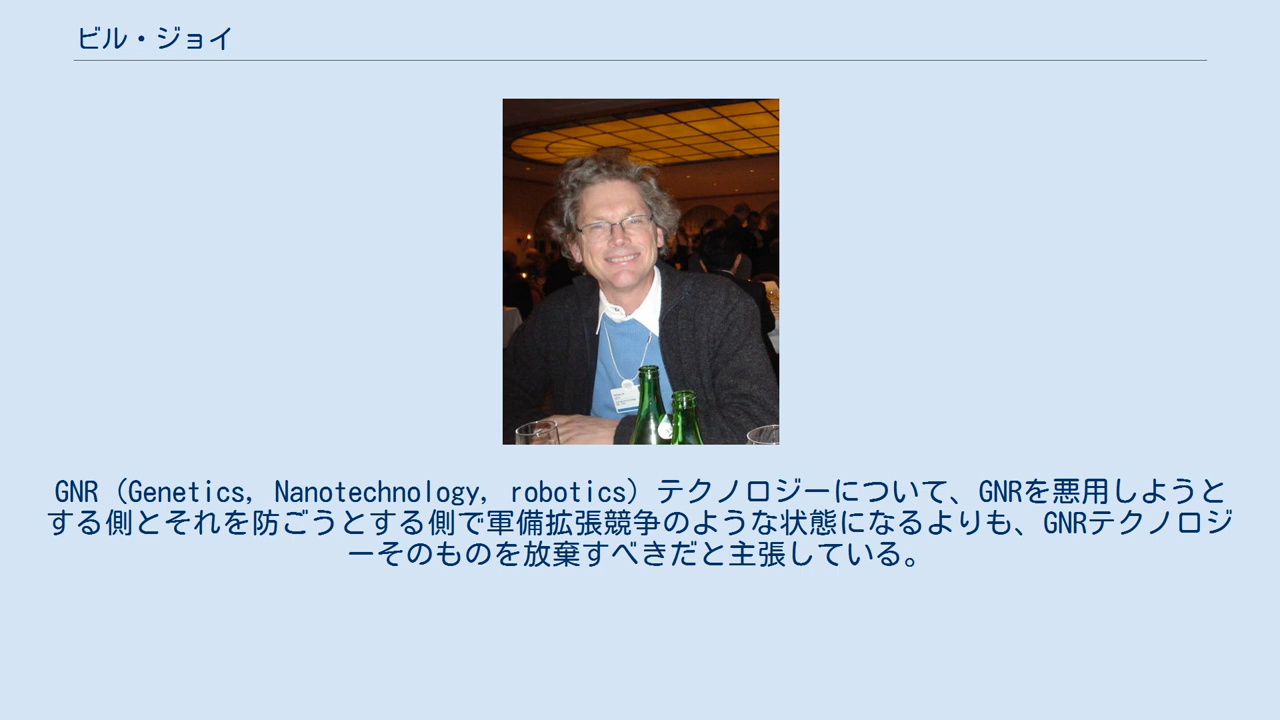 ビル・ジョイ
GNR（Genetics, Nanotechnology, robotics）テクノロジーについて、GNRを悪用しようと
する側とそれを防ごうとする側で軍備拡張競争のような状態になるよりも、GNRテクノロジ
ーそのものを放棄すべきだと主張している。